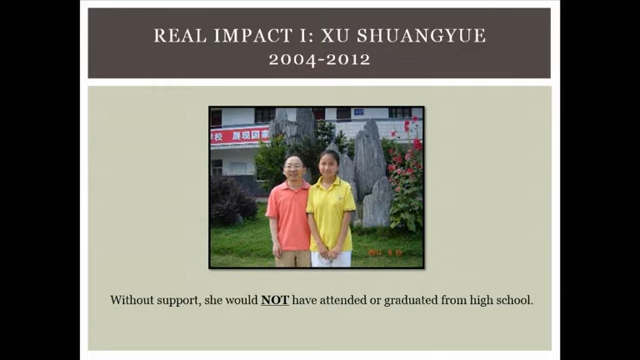 REAL IMPACT I: XU SHUANGYUE
2004-2012
Without support, she would NOT have attended or graduated from high school.